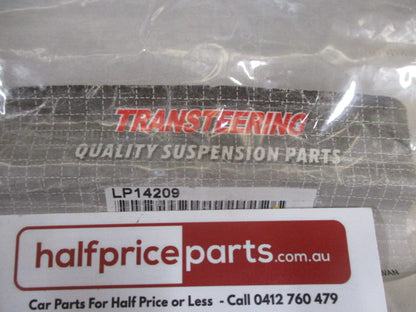 TRANSTEERING
QUALITY SUSPENSION PARTS
LP14209
halfpriceparts.com.au
Car Parts For Half Price or Less - Call 0412 760 479